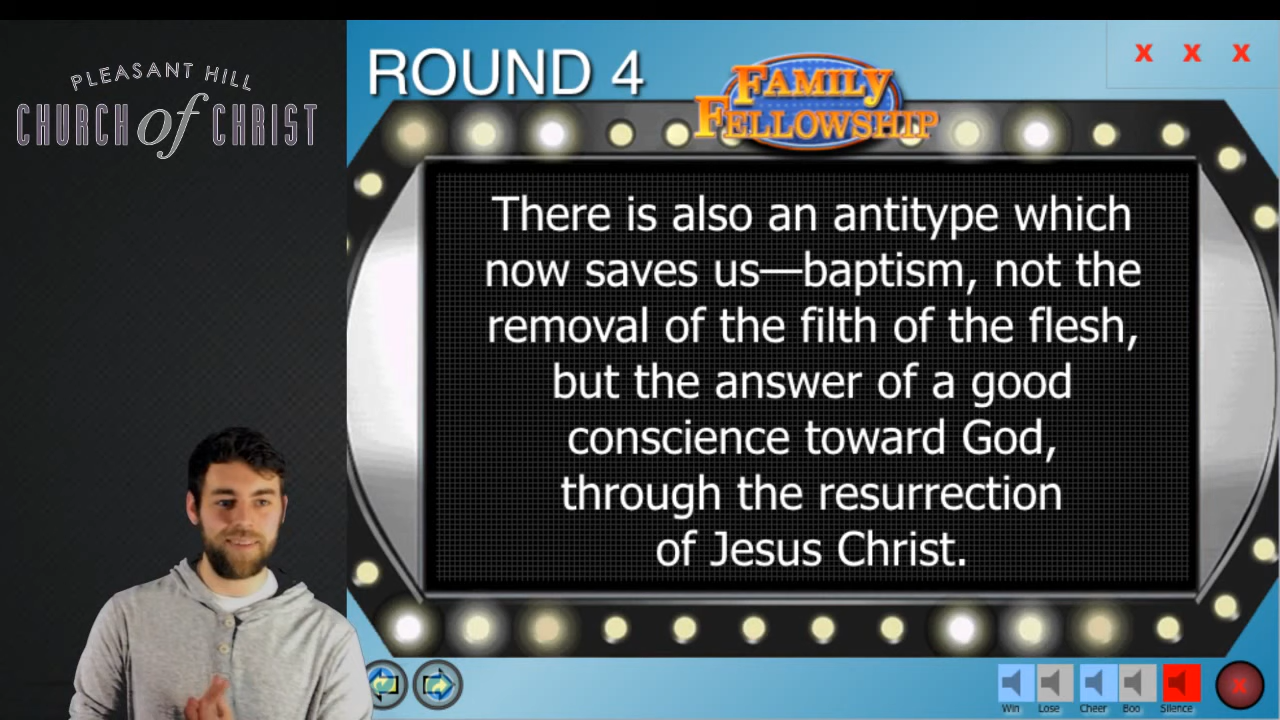 PLEASANT HILL
CHURCH of CHRIST
ROUND 4
FAMILY
FELLOWSHIP
X X X
There is also an antitype which
now saves us—baptism, not the
removal of the filth of the flesh,
but the answer of a good
conscience toward God,
through the resurrection
of Jesus Christ.
Win Lose Cheer Boo Silence
X